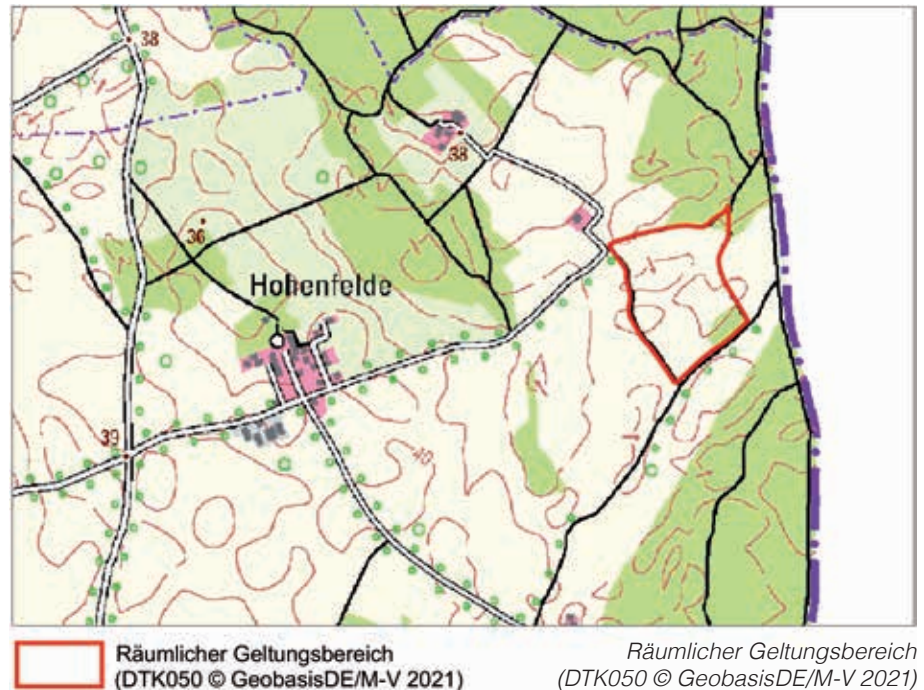 38
38
36
Hohenfelde
39
40
Räumlicher Geltungsbereich
(DTK050 © GeobasisDE/M-V 2021)
Räumlicher Geltungsbereich
(DTK050 © GeobasisDE/M-V 2021)